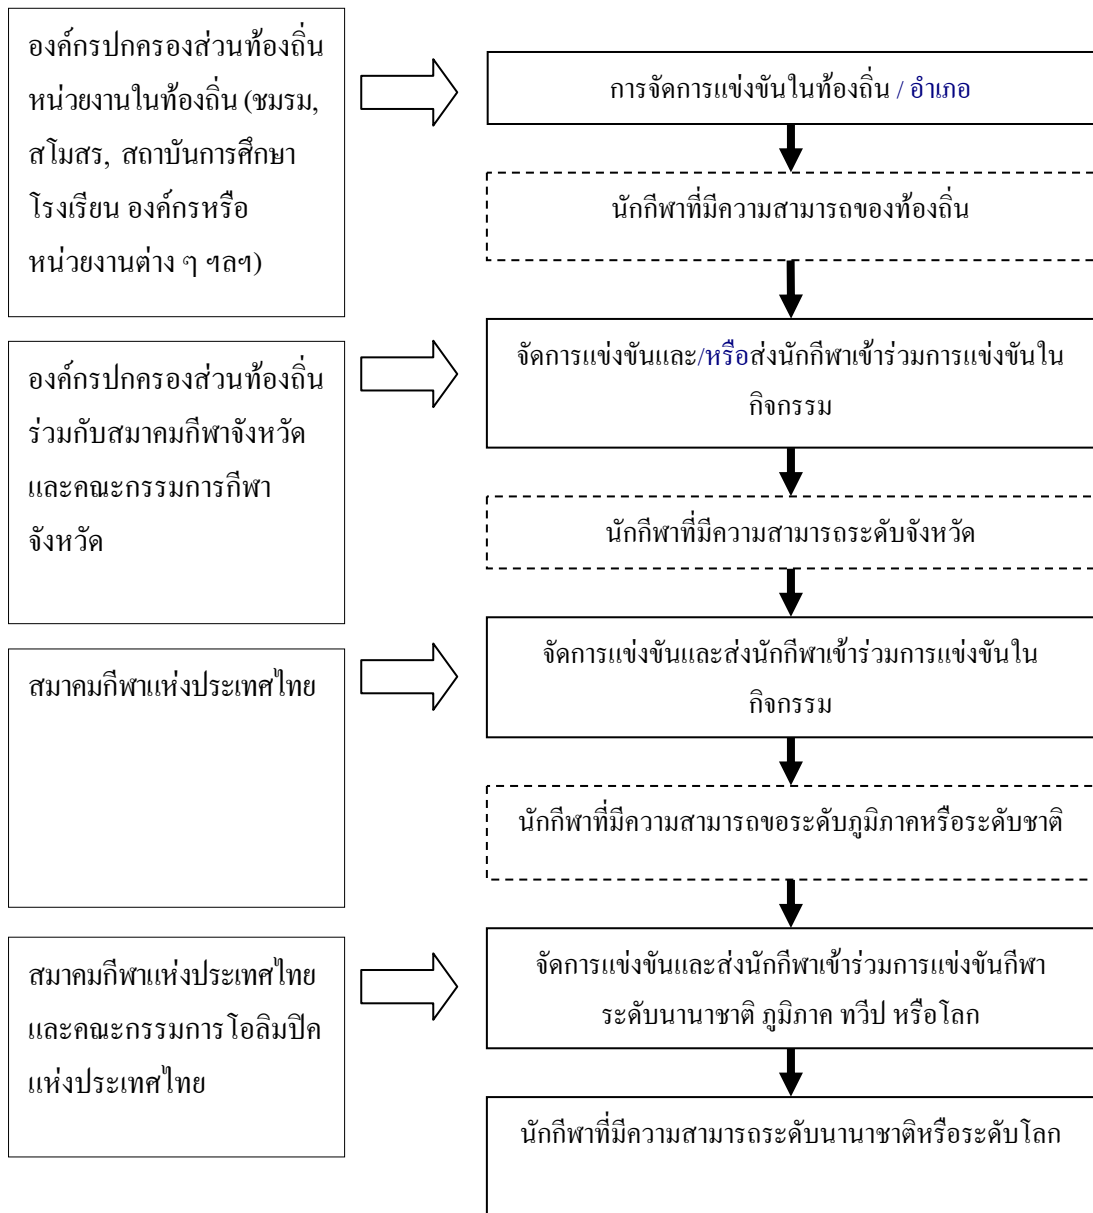 องค์กรปกครองส่วนท้องถิ่น
หน่วยงานในท้องถิ่น (ชมรม,
สโมสร, สถาบันการศึกษา
โรงเรียน องค์กรหรือ
หน่วยงานต่าง ๆ ฯลฯ)
การจัดการแข่งขันในท้องถิ่น / อำเภอ
นักกีฬาที่มีความสามารถของท้องถิ่น
องค์กรปกครองส่วนท้องถิ่น
ร่วมกับสมาคมกีฬาจังหวัด
และคณะกรรมการกีฬา
จังหวัด
จัดการแข่งขันและ/หรือส่งนักกีฬาเข้าร่วมการแข่งขันใน
กิจกรรม
นักกีฬาที่มีความสามารถระดับจังหวัด
สมาคมกีฬาแห่งประเทศไทย
จัดการแข่งขันและส่งนักกีฬาเข้าร่วมการแข่งขันใน
กิจกรรม
นักกีฬาที่มีความสามารถขอระดับภูมิภาคหรือระดับชาติ
สมาคมกีฬาแห่งประเทศไทย
และคณะกรรมการโอลิมปิค
แห่งประเทศไทย
จัดการแข่งขันและส่งนักกีฬาเข้าร่วมการแข่งขันกีฬา
ระดับนานาชาติ ภูมิภาค ทวีป หรือโลก
นักกีฬาที่มีความสามารถระดับนานาชาติหรือระดับโลก